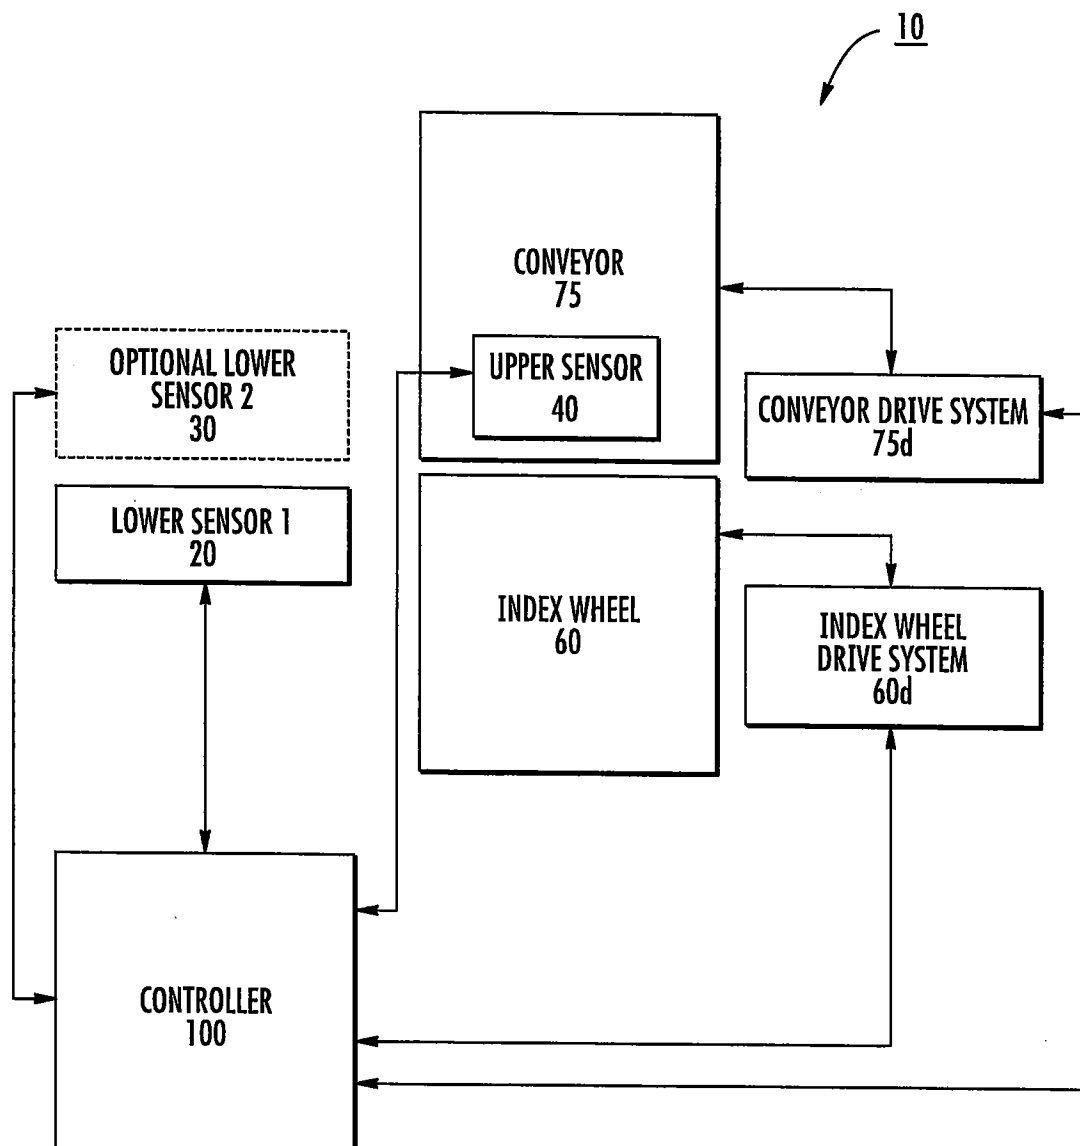 10
CONVEYOR
75
UPPER SENSOR
40
OPTIONAL LOWER
SENSOR 2
30
CONVEYOR DRIVE SYSTEM
75d
LOWER SENSOR 1
20
INDEX WHEEL
60
INDEX WHEEL
DRIVE SYSTEM
60d
CONTROLLER
100